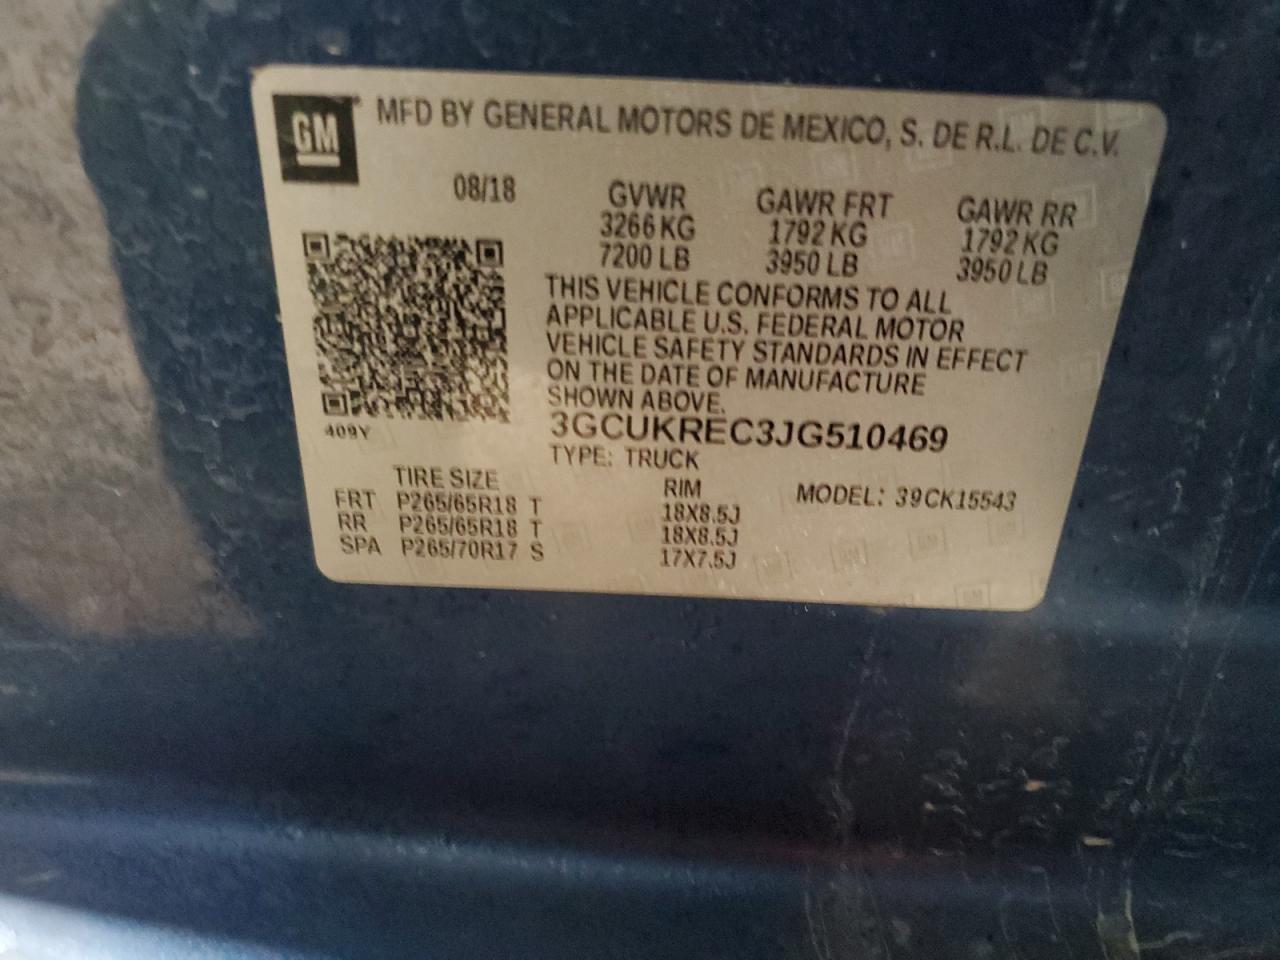 GM
MFD BY GENERAL MOTORS DE MEXICO, S. DE R.L. DE C.V.
08/18
GVWR GAWR FRT GAWR RR
3266 KG 1792 KG 1792 KG
7200 LB 3950 LB 3950 LB
THIS VEHICLE CONFORMS TO ALL
APPLICABLE U.S. FEDERAL MOTOR
VEHICLE SAFETY STANDARDS IN EFFECT
ON THE DATE OF MANUFACTURE
SHOWN ABOVE.
3GCUKREC3JG510469
409Y
TYPE: TRUCK
TIRE SIZE RIM MODEL: 39CK15543
FRT P265/65R18 T 18X8.5J
RR P265/65R18 T 18X8.5J
SPA P265/70R17 S 17X7.5J